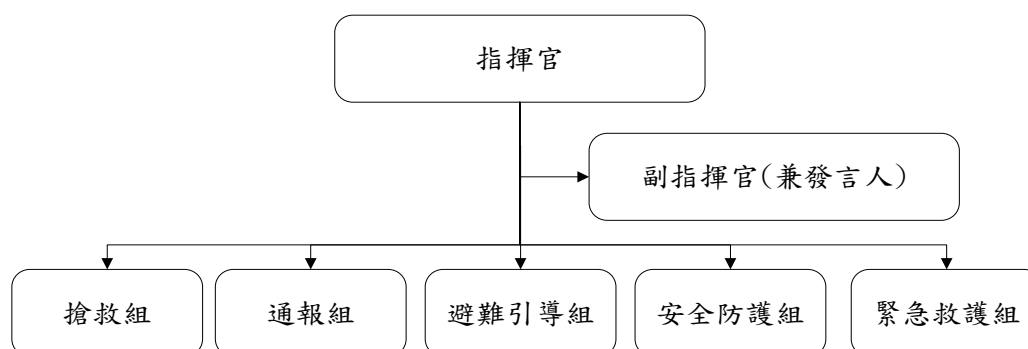 指揮官
副指揮官(兼發言人)
搶救組
通報組
避難引導組
安全防護組
緊急救護組